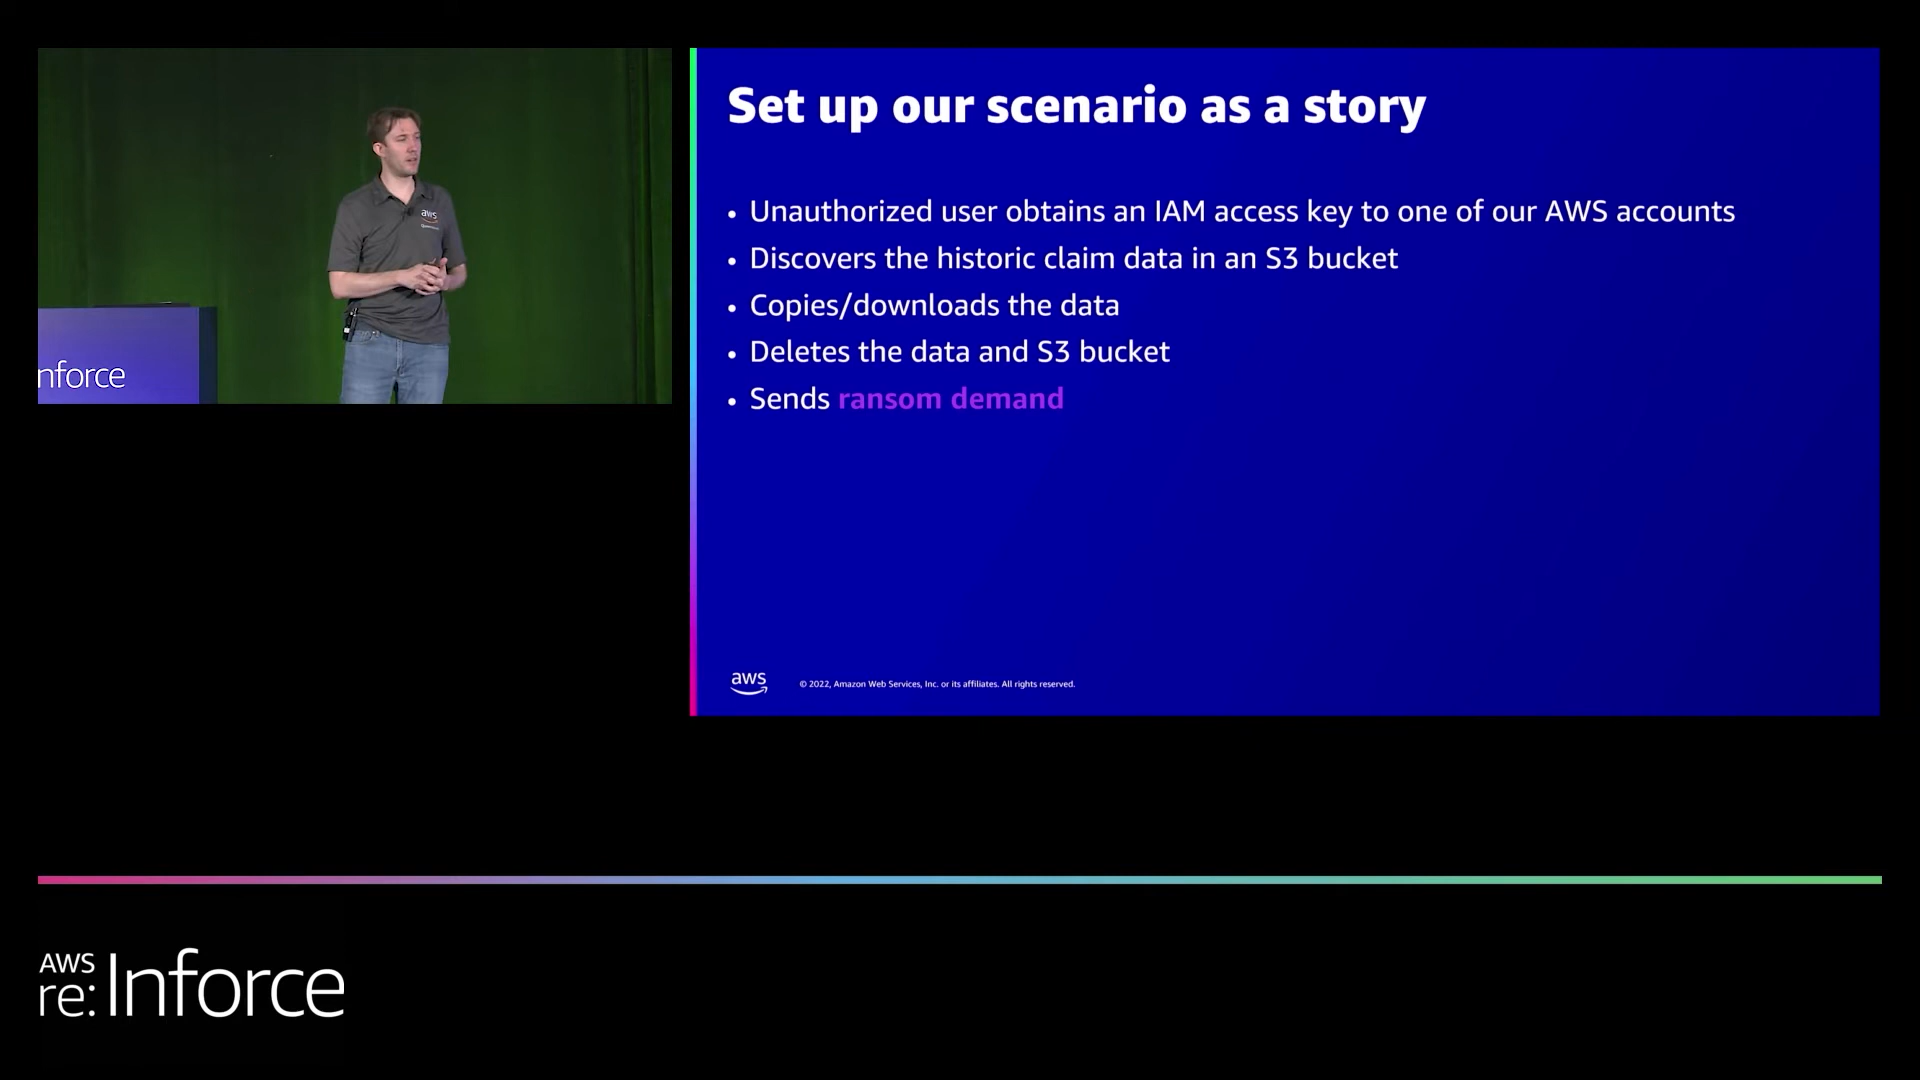 aws
nforce
Set up our scenario as a story
• Unauthorized user obtains an IAM access key to one of our AWS accounts
• Discovers the historic claim data in an S3 bucket
• Copies/downloads the data
• Deletes the data and S3 bucket
• Sends ransom demand
aws
© 2022, Amazon Web Services, Inc. or its affiliates. All rights reserved.
AWS
re:Inforce